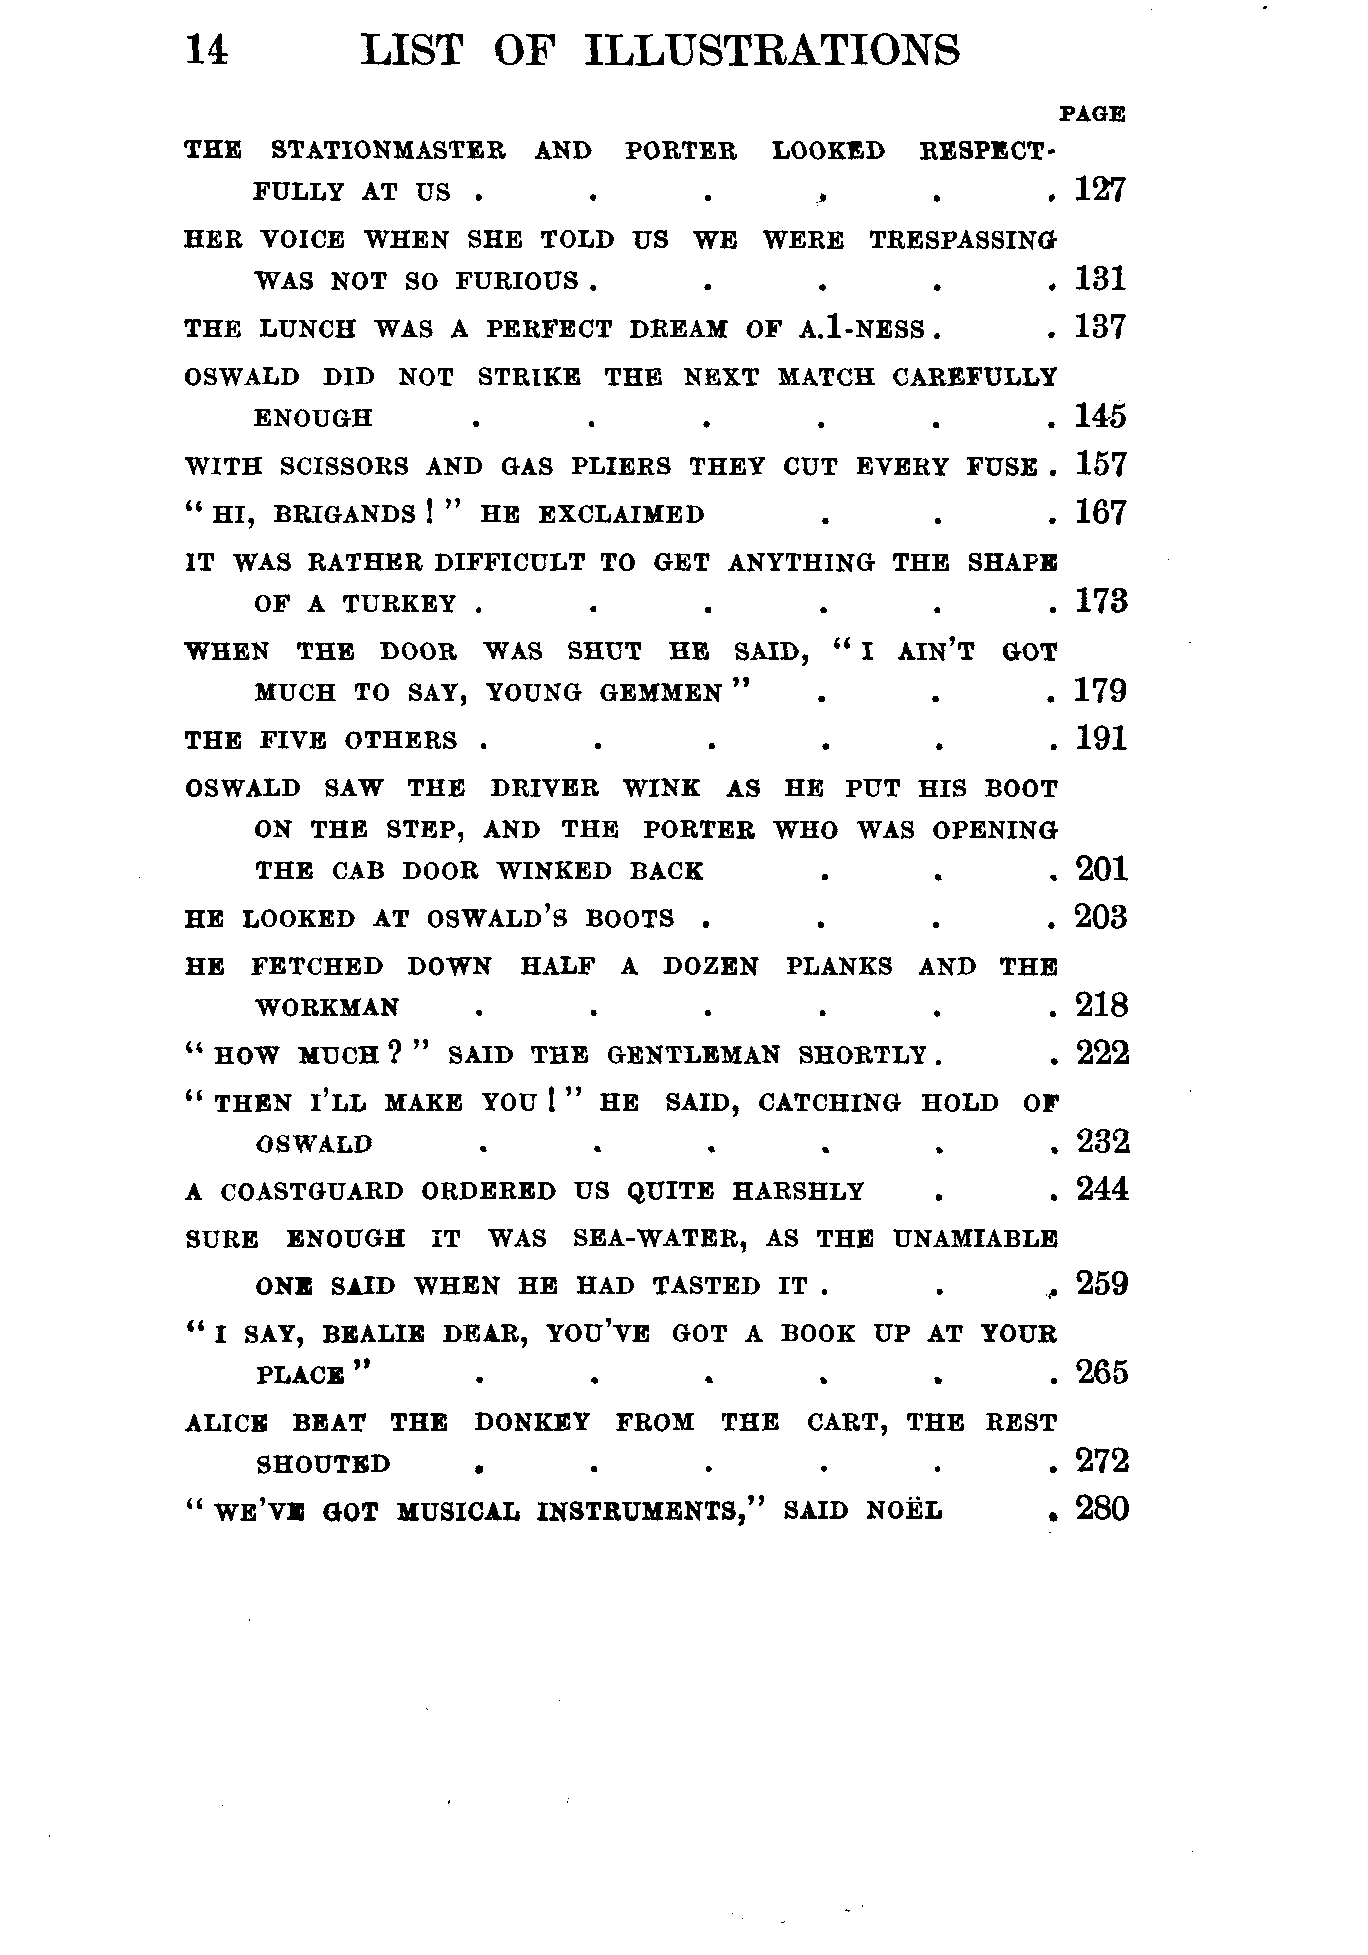 14 LIST OF ILLUSTRATIONS
PAGE
THE STATIONMASTER AND PORTER LOOKED RESPECT-
FULLY AT US . . . . . . 127
HER VOICE WHEN SHE TOLD US WE WERE TRESPASSING
WAS NOT SO FURIOUS . . . . . 131
THE LUNCH WAS A PERFECT DREAM OF A.1-NESS . . 137
OSWALD DID NOT STRIKE THE NEXT MATCH CAREFULLY
ENOUGH . . . . . . 145
WITH SCISSORS AND GAS PLIERS THEY CUT EVERY FUSE . 157
“HI, BRIGANDS!” HE EXCLAIMED . . . 167
IT WAS RATHER DIFFICULT TO GET ANYTHING THE SHAPE
OF A TURKEY . . . . . . 173
WHEN THE DOOR WAS SHUT HE SAID, “I AIN'T GOT
MUCH TO SAY, YOUNG GEMMEN” . . . 179
THE FIVE OTHERS . . . . . . 191
OSWALD SAW THE DRIVER WINK AS HE PUT HIS BOOT
ON THE STEP, AND THE PORTER WHO WAS OPENING
THE CAB DOOR WINKED BACK . . . 201
HE LOOKED AT OSWALD'S BOOTS . . . . 203
HE FETCHED DOWN HALF A DOZEN PLANKS AND THE
WORKMAN . . . . . . 218
“HOW MUCH?” SAID THE GENTLEMAN SHORTLY . . 222
“THEN I'LL MAKE YOU!” HE SAID, CATCHING HOLD OF
OSWALD . . . . . . 232
A COASTGUARD ORDERED US QUITE HARSHLY . . 244
SURE ENOUGH IT WAS SEA-WATER, AS THE UNAMIABLE
ONE SAID WHEN HE HAD TASTED IT . . . 259
“I SAY, BEALIE DEAR, YOU'VE GOT A BOOK UP AT YOUR
PLACE” . . . . . . 265
ALICE BEAT THE DONKEY FROM THE CART, THE REST
SHOUTED . . . . . . 272
“WE'VE GOT MUSICAL INSTRUMENTS,” SAID NOËL . 280